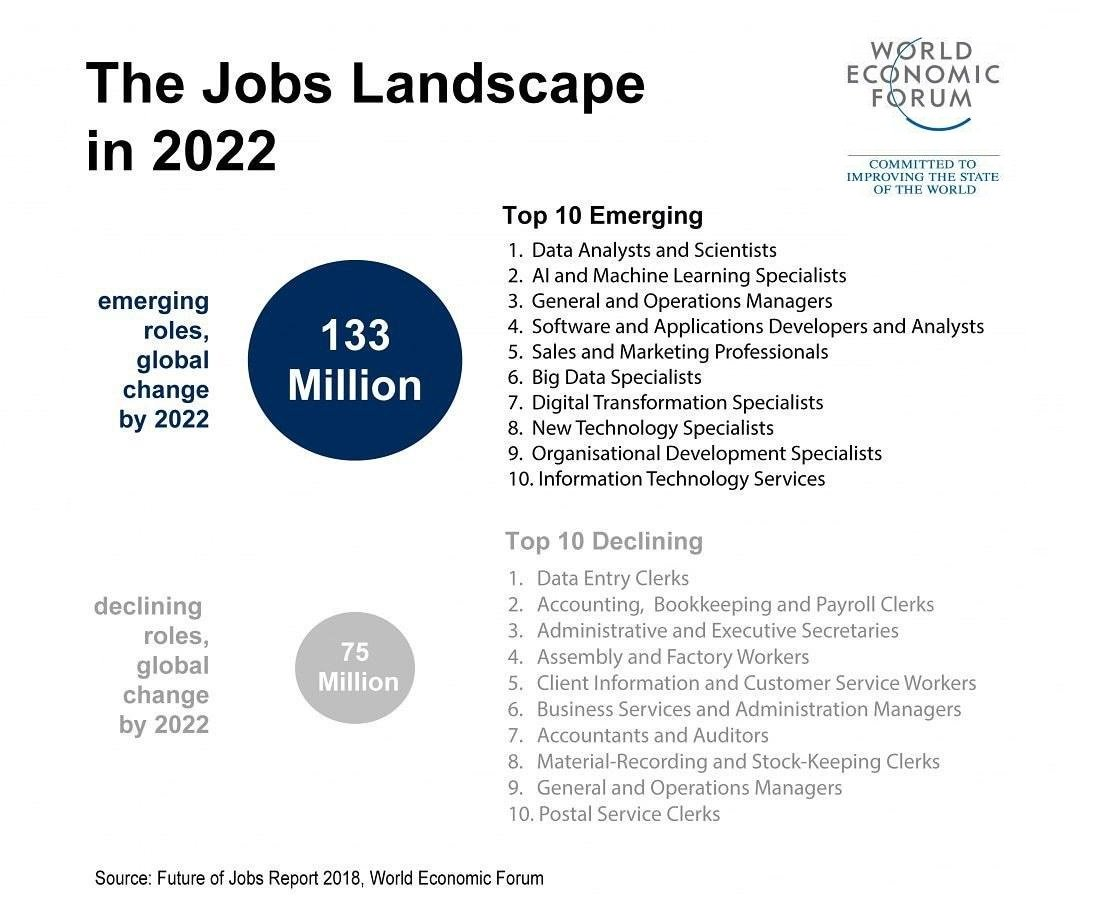 The Jobs Landscape
in 2022
WORLD
ECONOMIC
FORUM
COMMITTED TO
IMPROVING THE STATE
OF THE WORLD
emerging
roles,
global
change
by 2022
133
Million
Top 10 Emerging
1. Data Analysts and Scientists
2. AI and Machine Learning Specialists
3. General and Operations Managers
4. Software and Applications Developers and Analysts
5. Sales and Marketing Professionals
6. Big Data Specialists
7. Digital Transformation Specialists
8. New Technology Specialists
9. Organisational Development Specialists
10. Information Technology Services
declining
roles,
global
change
by 2022
75
Million
Top 10 Declining
1. Data Entry Clerks
2. Accounting, Bookkeeping and Payroll Clerks
3. Administrative and Executive Secretaries
4. Assembly and Factory Workers
5. Client Information and Customer Service Workers
6. Business Services and Administration Managers
7. Accountants and Auditors
8. Material-Recording and Stock-Keeping Clerks
9. General and Operations Managers
10. Postal Service Clerks
Source: Future of Jobs Report 2018, World Economic Forum